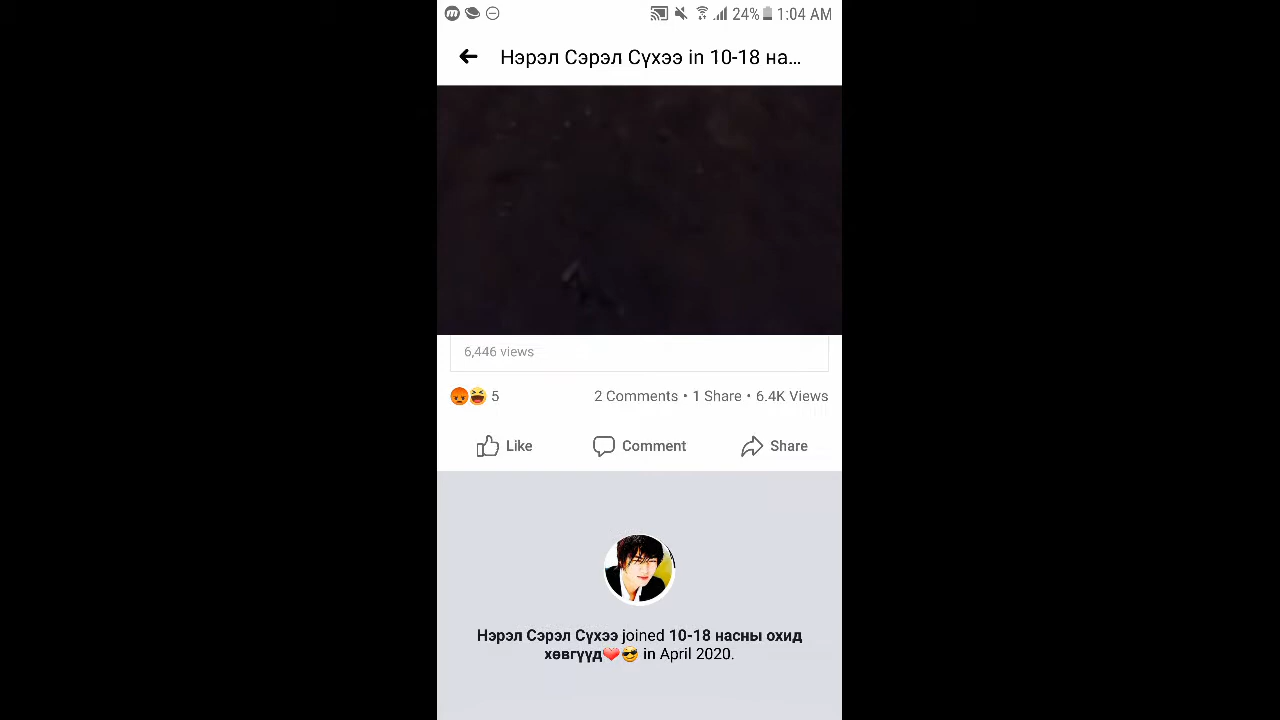 24% 1:04 AM
Нэрэл Сэрэл Сүхээ in 10-18 на...
6,446 views
5 2 Comments • 1 Share • 6.4K Views
Like Comment Share
Нэрэл Сэрэл Сүхээ joined 10-18 насны охид
хөвгүүд❤️😎 in April 2020.